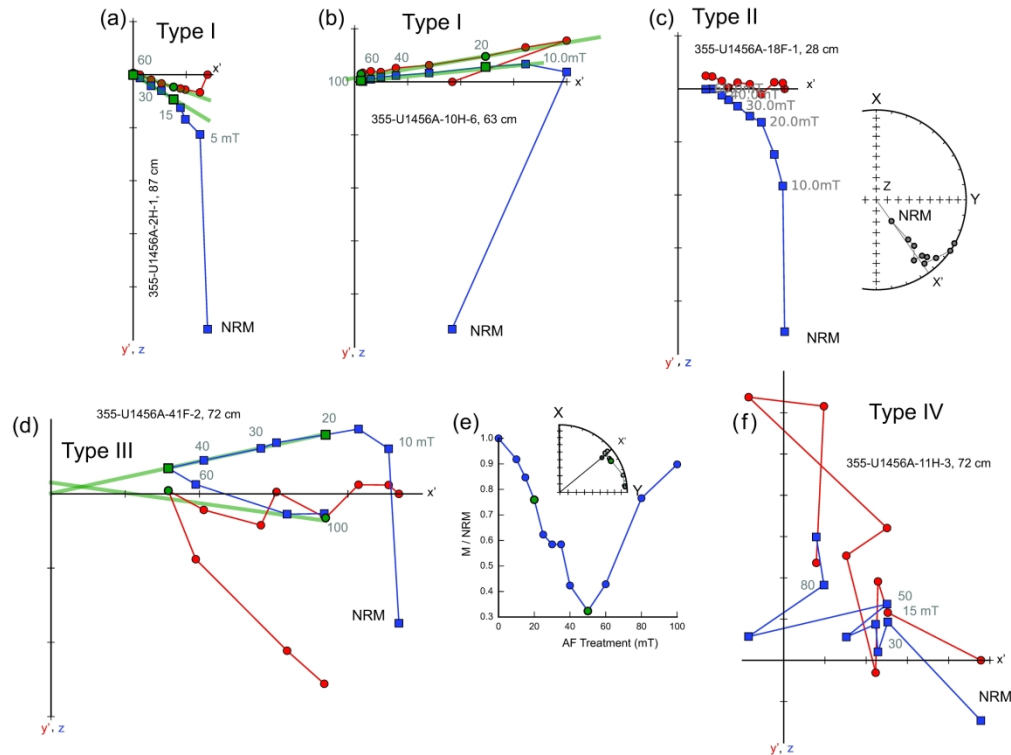 (a)
Type I
60
x'
30
15
5 mT
355-U1456A-2H-1, 87 cm
NRM
y', z
(b)
Type I
60
40
20
10.0mT
100
x'
355-U1456A-10H-6, 63 cm
NRM
y', z
(c)
Type II
355-U1456A-18F-1, 28 cm
x'
40.0mT
30.0mT
20.0mT
10.0mT
NRM
y', z
X
Z
Y
NRM
X'
(d)
355-U1456A-41F-2, 72 cm
Type III
20
30
40
10 mT
60
x'
100
NRM
y', z
(e)
X
x'
Y
1.0
0.9
0.8
0.7
0.6
0.5
0.4
0.3
M / NRM
0
20
40
60
80
100
AF Treatment (mT)
(f)
Type IV
355-U1456A-11H-3, 72 cm
80
50
15 mT
30
x'
NRM
y', z